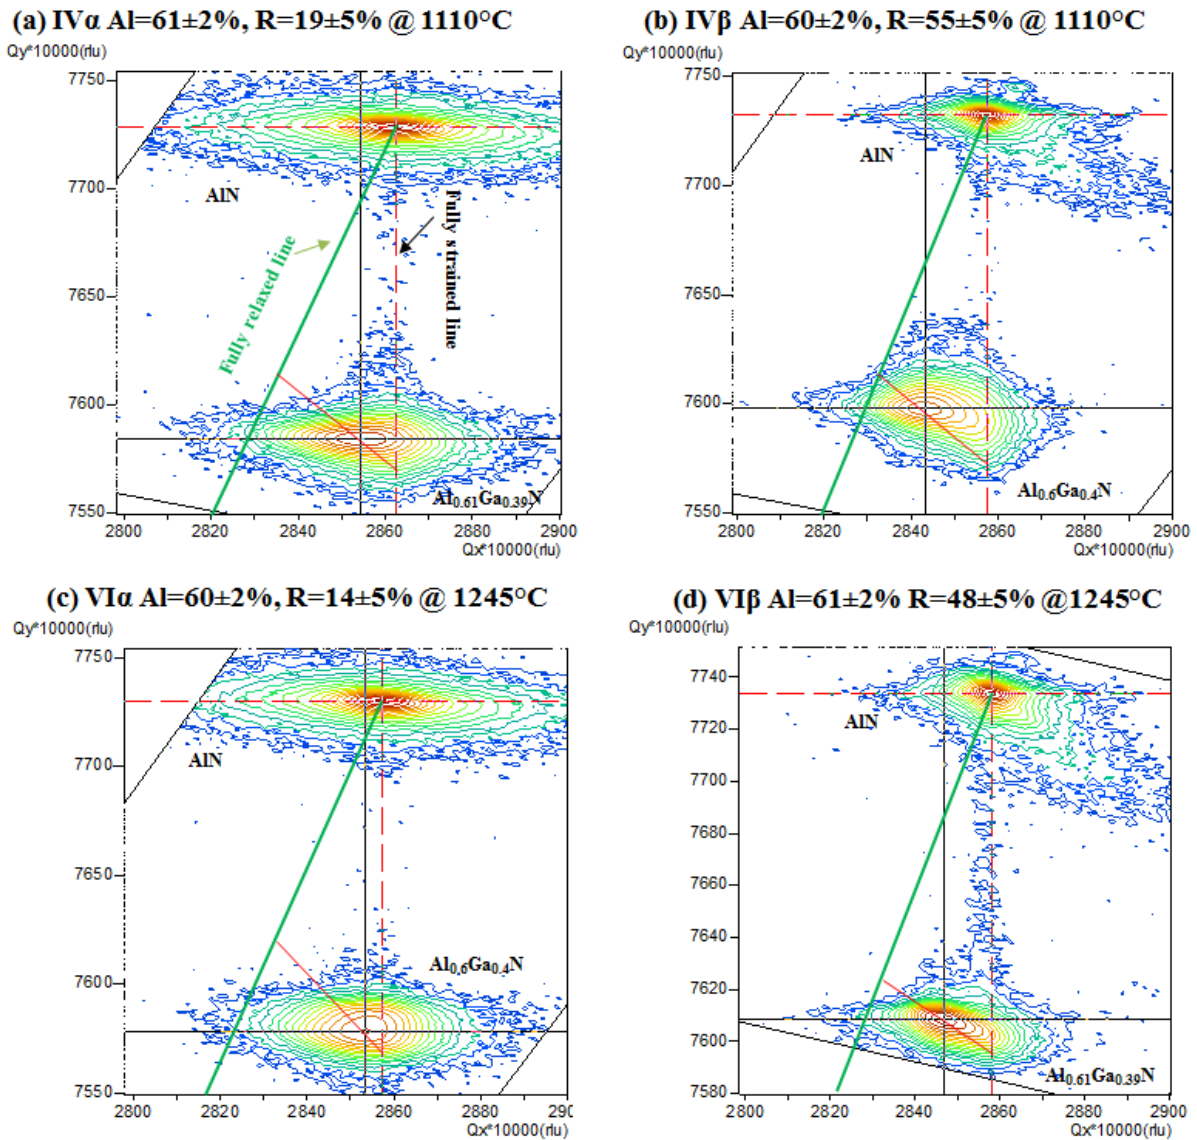 (a) IVα Al=61±2%, R=19±5% @ 1110°C
Qy*10000(rlu)
7750
7700
7650
7600
7550
AlN
Fully relaxed line
Fully strained line
Al0.61Ga0.39N
2800
2820
2840
2860
2880
2900
Qx*10000(rlu)
(b) IVβ Al=60±2%, R=55±5% @ 1110°C
Qy*10000(rlu)
7750
7700
7650
7600
7550
AlN
Al0.6Ga0.4N
2800
2820
2840
2860
2880
2900
Qx*10000(rlu)
(c) VIα Al=60±2%, R=14±5% @ 1245°C
Qy*10000(rlu)
7750
7700
7650
7600
7550
AlN
Al0.6Ga0.4N
2800
2820
2840
2860
2880
290
Qx*10000(rlu)
(d) VIβ Al=61±2% R=48±5% @1245°C
Qy*10000(rlu)
7740
7720
7700
7680
7660
7640
7620
7600
7580
AlN
Al0.61Ga0.39N
2800
2820
2840
2860
2880
2900
Qx*10000(rlu)